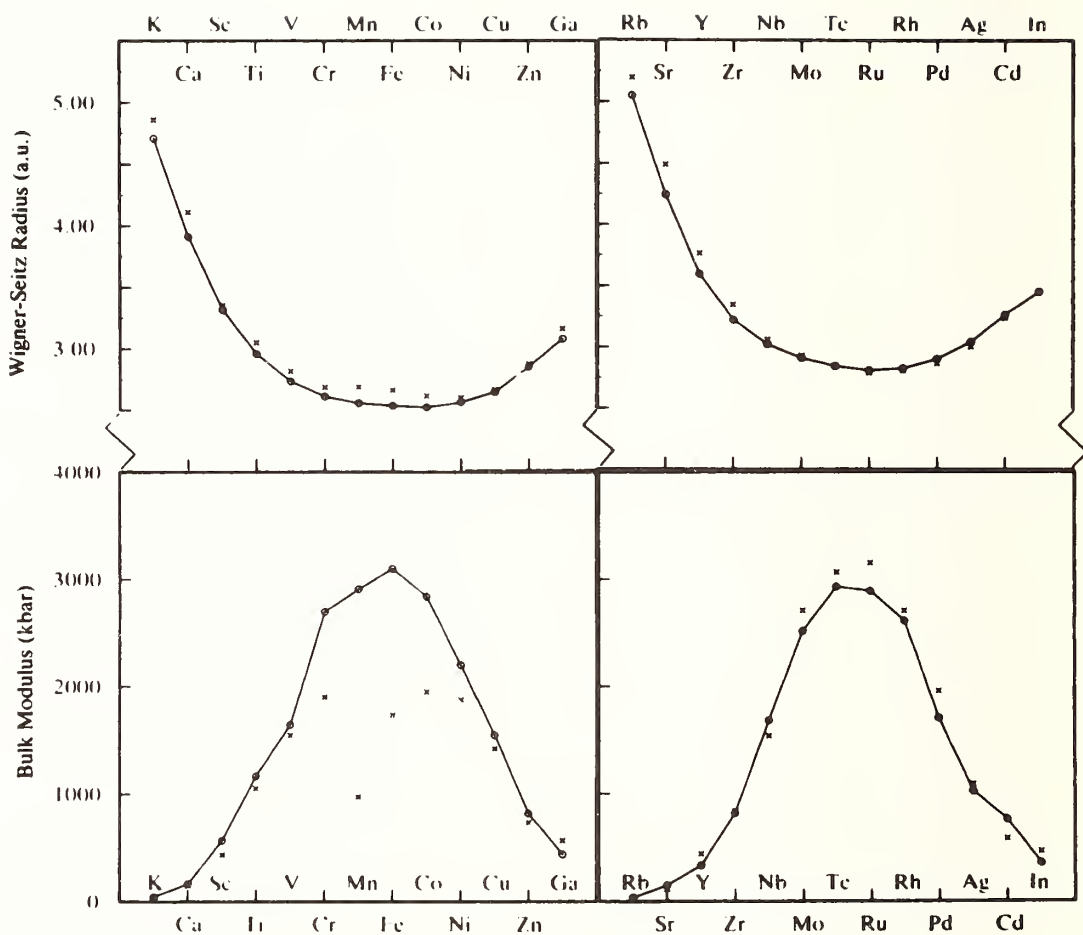 K Sc V Mn Co Cu Ga
Rb Y Nb Tc Rh Ag In
Ca Ti Cr Fe Ni Zn
Sr Zr Mo Ru Pd Cd
5.00
4.00
3.00
Wigner-Seitz Radius (a.u.)
4000
3000
2000
1000
0
Bulk Modulus (kbar)
K Sc V Mn Co Cu Ga
Rb Y Nb Tc Rh Ag In
Ca Ti Cr Fe Ni Zn
Sr Zr Mo Ru Pd Cd